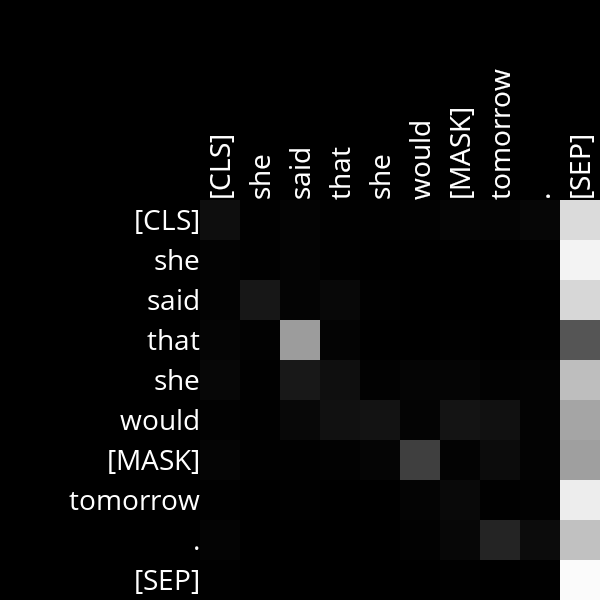 [CLS] she said that she would [MASK] tomorrow . [SEP]
[CLS]
she
said
that
she
would
[MASK]
tomorrow
.
[SEP]